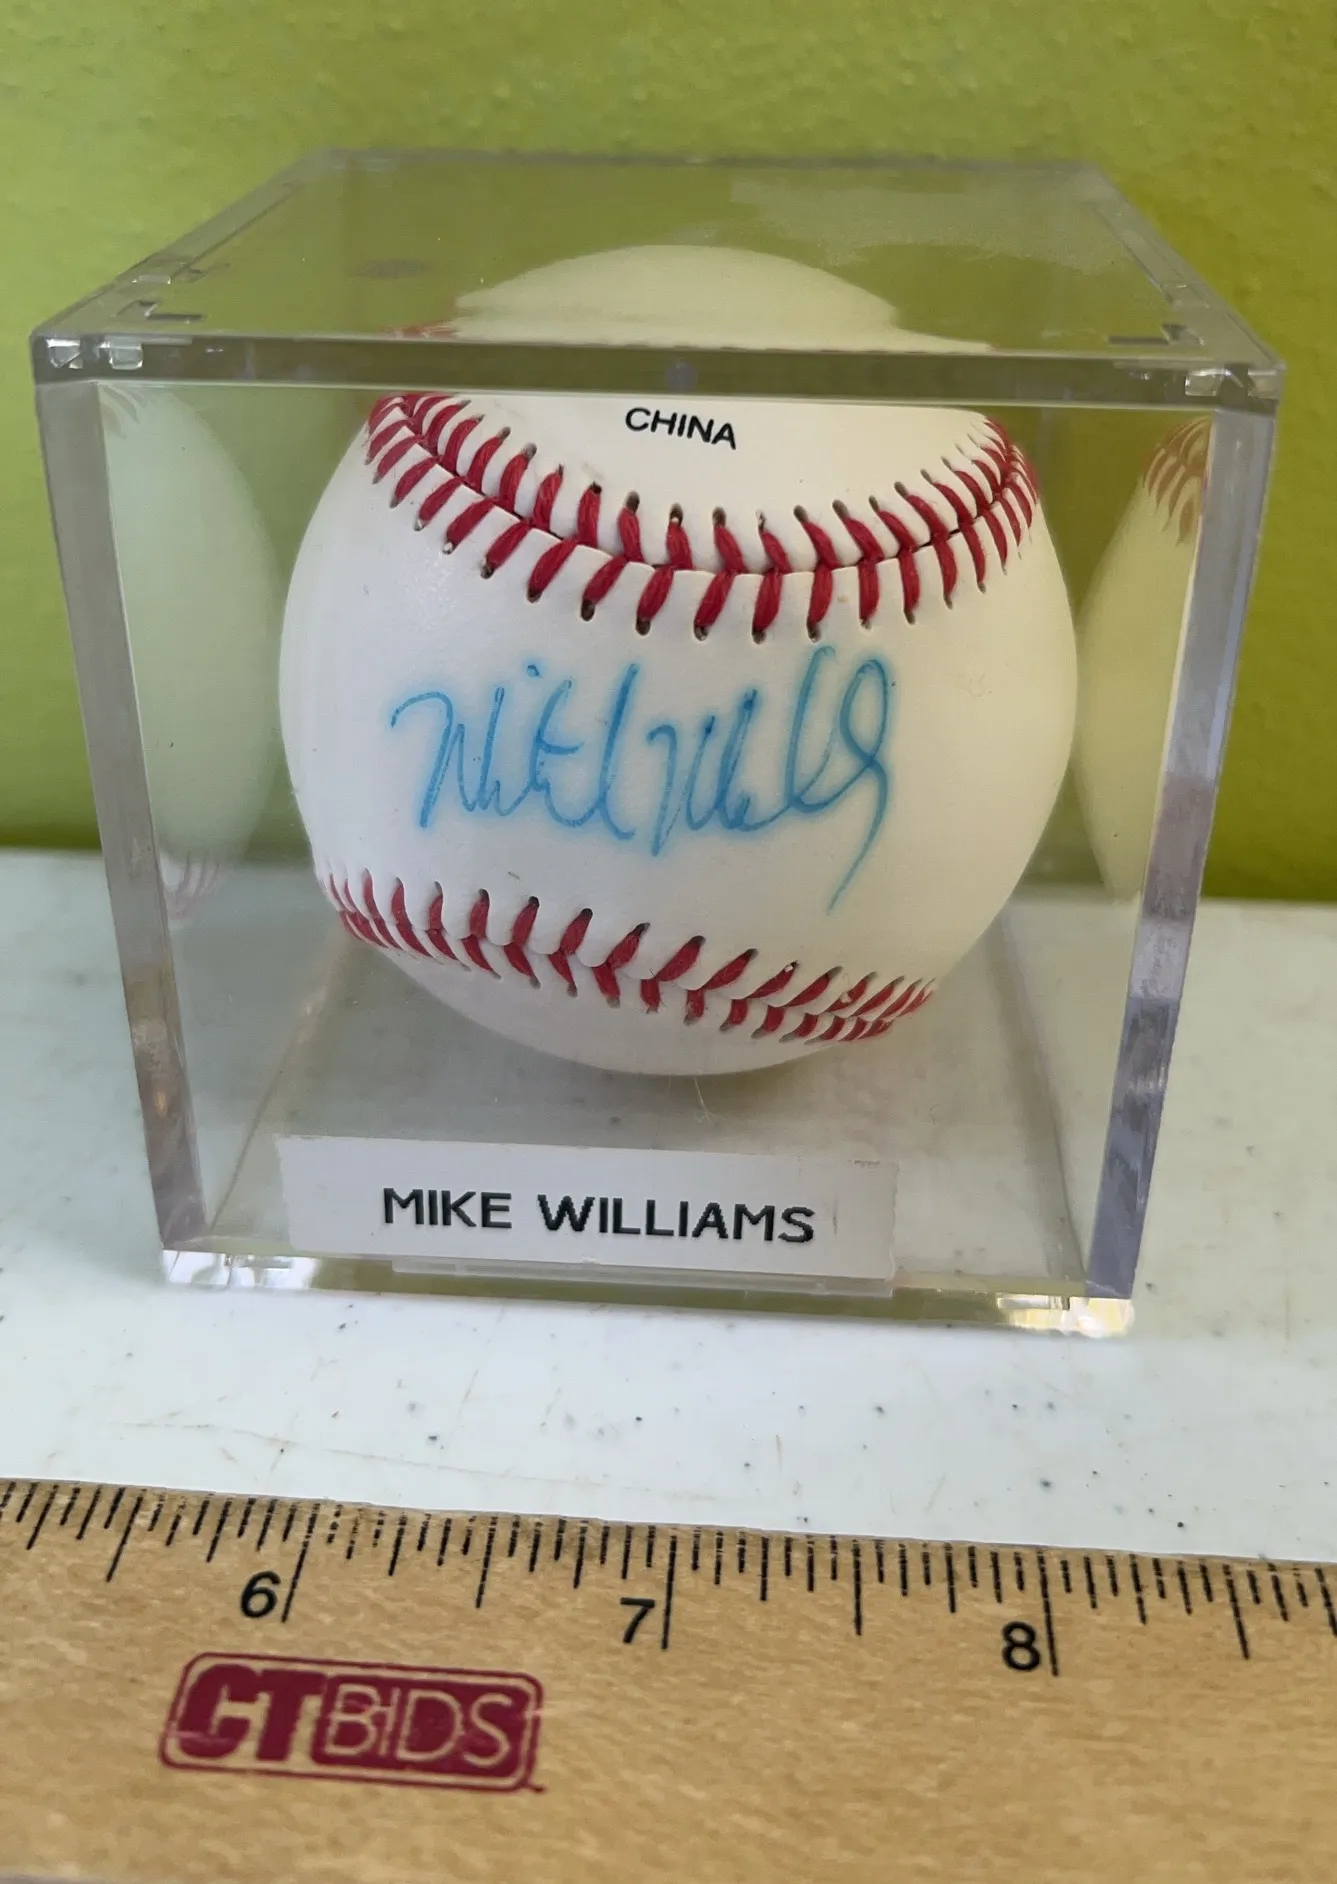 CHINA
MIKE WILLIAMS
6 7 8
CTBIDS